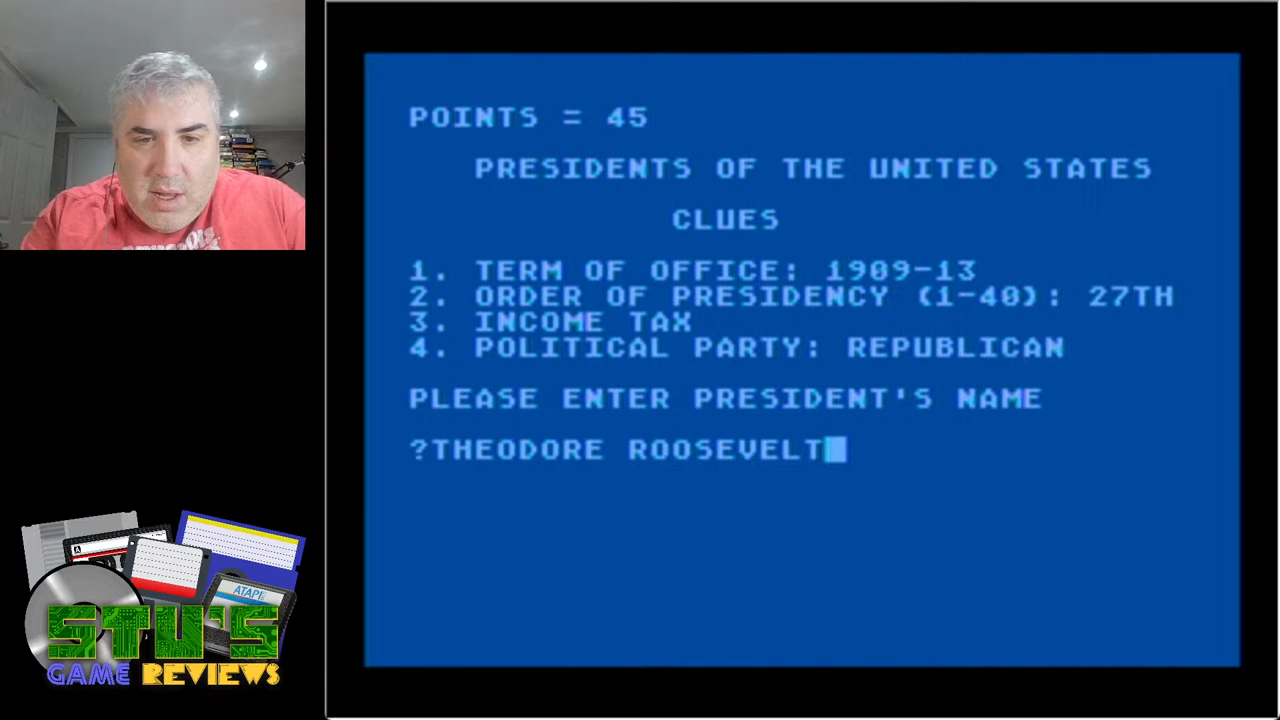 POINTS = 45
PRESIDENTS OF THE UNITED STATES
CLUES
1. TERM OF OFFICE: 1909-13
2. ORDER OF PRESIDENCY (1-40): 27TH
3. INCOME TAX
4. POLITICAL PARTY: REPUBLICAN
PLEASE ENTER PRESIDENT'S NAME
?THEODORE ROOSEVELT
A
ATARI
STU'S
GAME REVIEWS